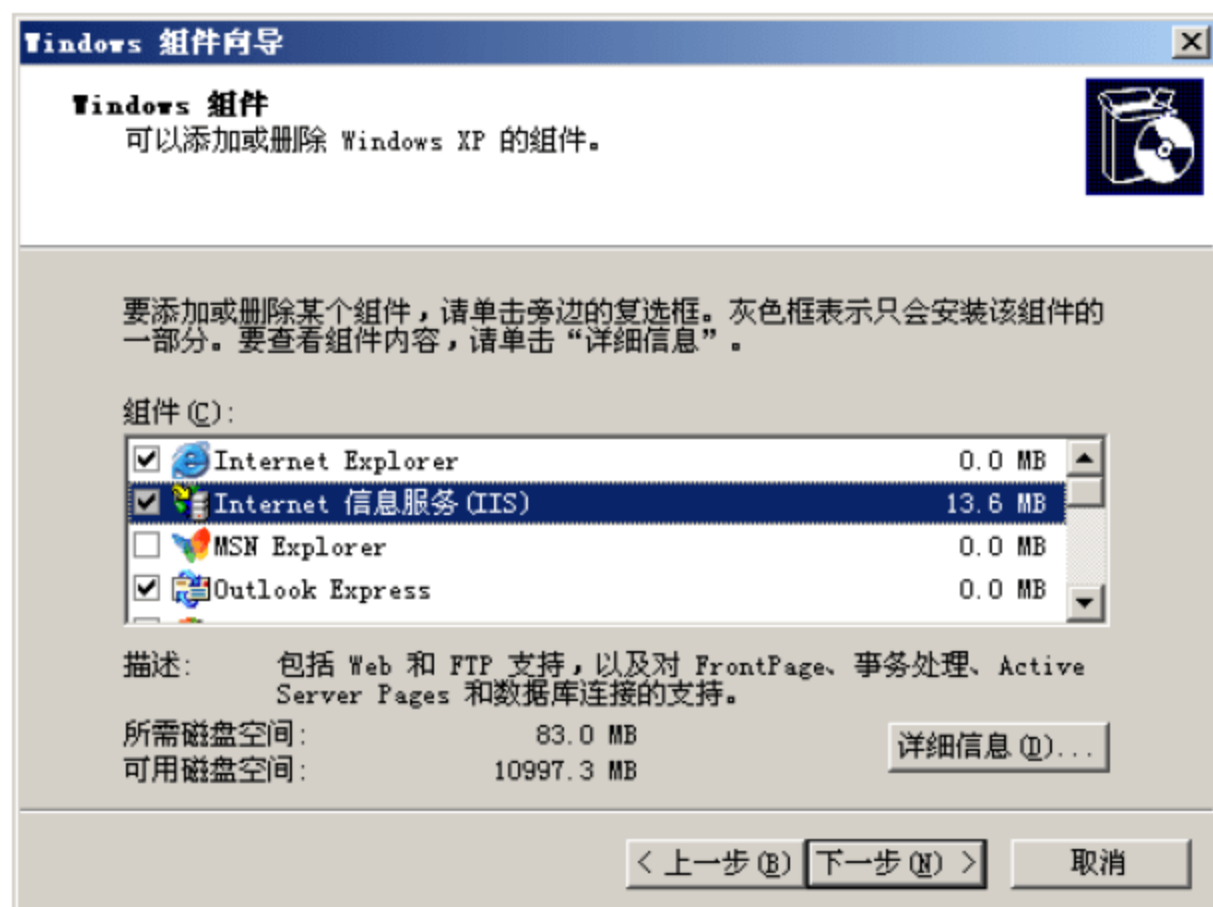 Windows 组件向导
Windows 组件
可以添加或删除 Windows XP 的组件。
要添加或删除某个组件，请单击旁边的复选框。灰色框表示只会安装该组件的
一部分。要查看组件内容，请单击“详细信息”。
组件(C):
Internet Explorer 0.0 MB
Internet 信息服务(IIS) 13.6 MB
MSN Explorer 0.0 MB
Outlook Express 0.0 MB
描述: 包括 Web 和 FTP 支持，以及对 FrontPage、事务处理、Active
Server Pages 和数据库连接的支持。
所需磁盘空间: 83.0 MB
可用磁盘空间: 10997.3 MB
详细信息(D)...
< 上一步(B) 下一步(N) > 取消